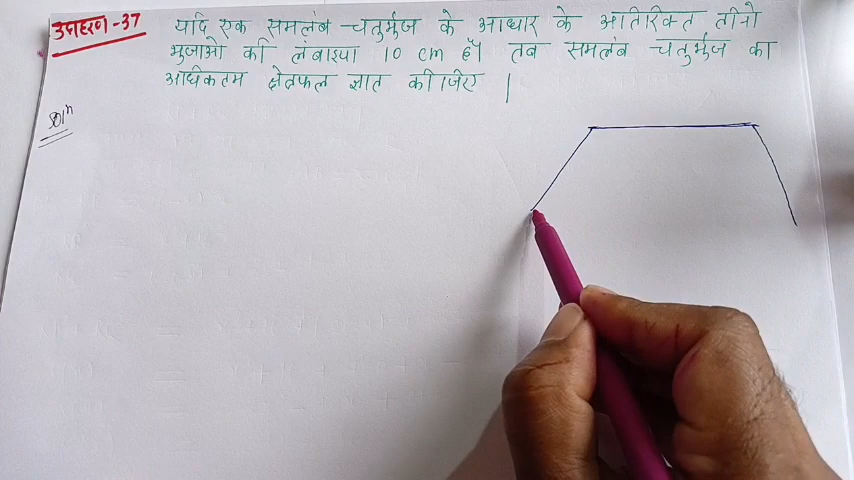 उदाहरण-37 यदि एक समलंब चतुर्भुज के आधार के अतिरिक्त तीनो
भुजाओ की लंबाइया 10 cm है। तब समलंब चतुर्भुज का
अधिकतम क्षेत्रफल ज्ञात कीजिए |
solⁿ